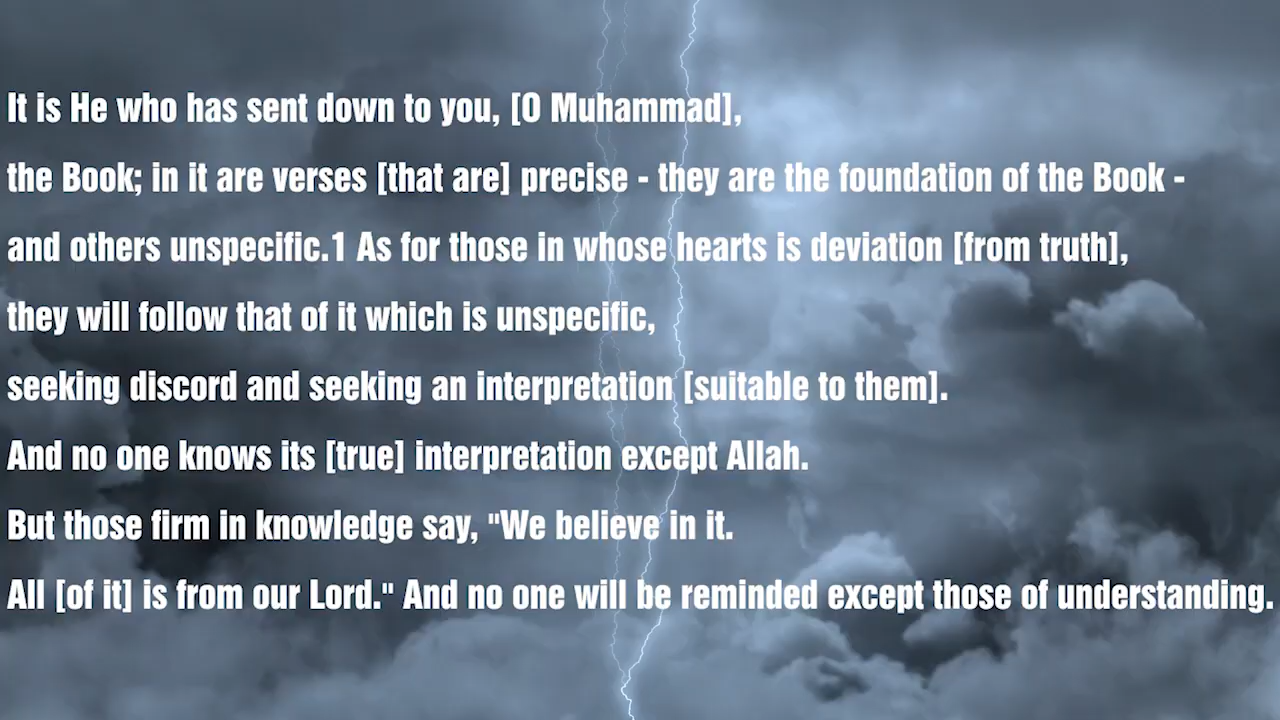 It is He who has sent down to you, [O Muhammad],
the Book; in it are verses [that are] precise - they are the foundation of the Book -
and others unspecific.1 As for those in whose hearts is deviation [from truth],
they will follow that of it which is unspecific,
seeking discord and seeking an interpretation [suitable to them].
And no one knows its [true] interpretation except Allah.
But those firm in knowledge say, "We believe in it.
All [of it] is from our Lord." And no one will be reminded except those of understanding.